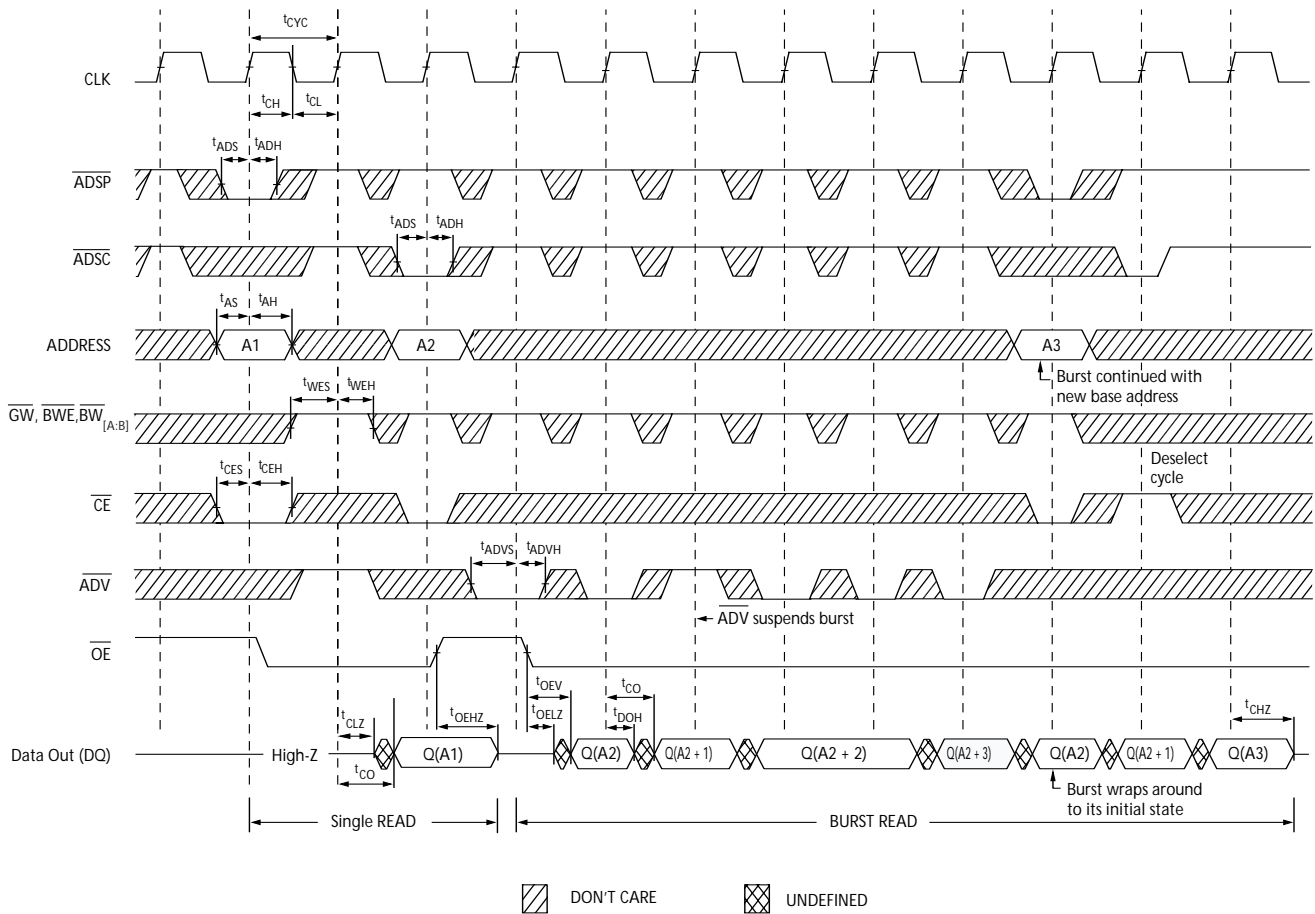 tCYC
CLK
tCH
tCL
tADS
tADH
ADSP
tADS
tADH
ADSC
tAS
tAH
ADDRESS
A1
A2
A3
Burst continued with
new base address
tWES
tWEH
GW, BWE,BW[A:B]
Deselect
cycle
tCES
tCEH
CE
tADVS
tADVH
ADV
ADV suspends burst
OE
tOEV
tCO
tCLZ
tOEHZ
tOELZ
tDOH
tCHZ
Data Out (DQ)
High-Z
Q(A1)
Q(A2)
Q(A2 + 1)
Q(A2 + 2)
Q(A2 + 3)
Q(A2)
Q(A2 + 1)
Q(A3)
tCO
Burst wraps around
to its initial state
Single READ
BURST READ
DON'T CARE
UNDEFINED